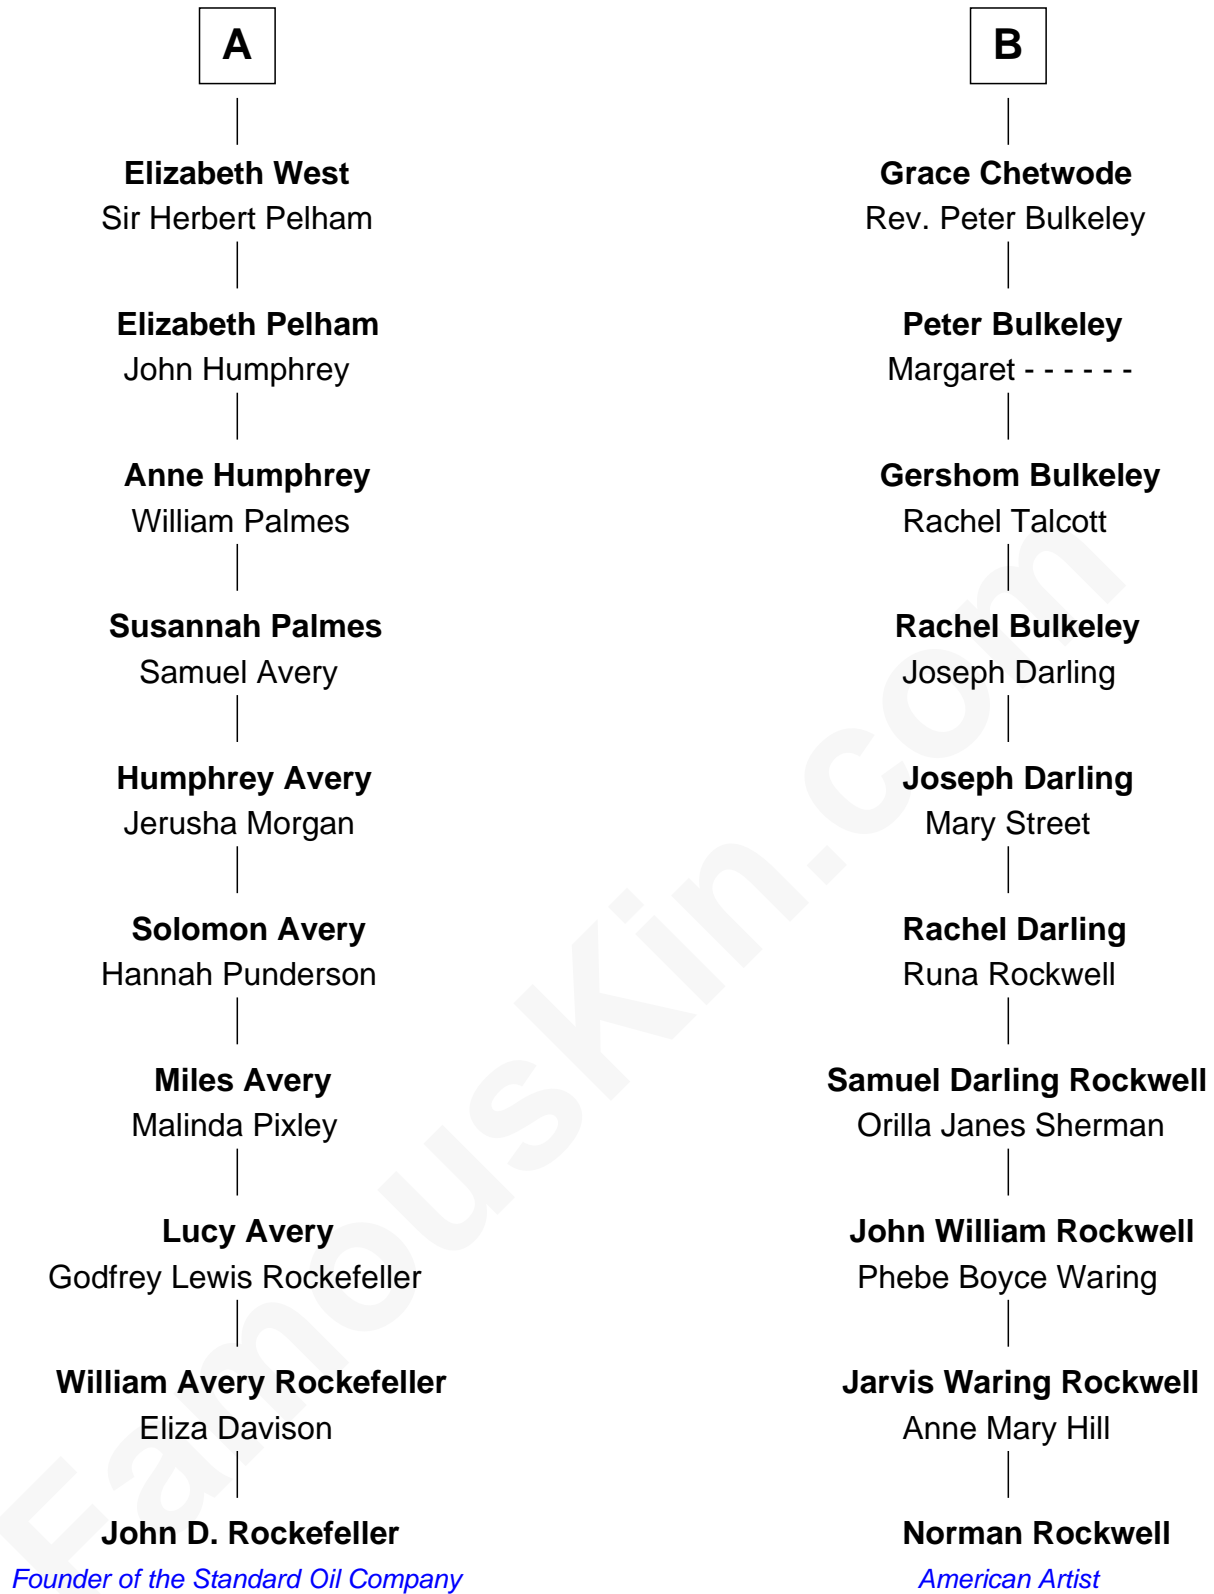 A
Elizabeth West
Sir Herbert Pelham
Elizabeth Pelham
John Humphrey
Anne Humphrey
William Palmes
Susannah Palmes
Samuel Avery
Humphrey Avery
Jerusha Morgan
Solomon Avery
Hannah Punderson
Miles Avery
Malinda Pixley
Lucy Avery
Godfrey Lewis Rockefeller
William Avery Rockefeller
Eliza Davison
John D. Rockefeller
Founder of the Standard Oil Company
B
Grace Chetwode
Rev. Peter Bulkeley
Peter Bulkeley
Margaret - - - - - -
Gershom Bulkeley
Rachel Talcott
Rachel Bulkeley
Joseph Darling
Joseph Darling
Mary Street
Rachel Darling
Runa Rockwell
Samuel Darling Rockwell
Orilla Janes Sherman
John William Rockwell
Phebe Boyce Waring
Jarvis Waring Rockwell
Anne Mary Hill
Norman Rockwell
American Artist
FamousKin.com